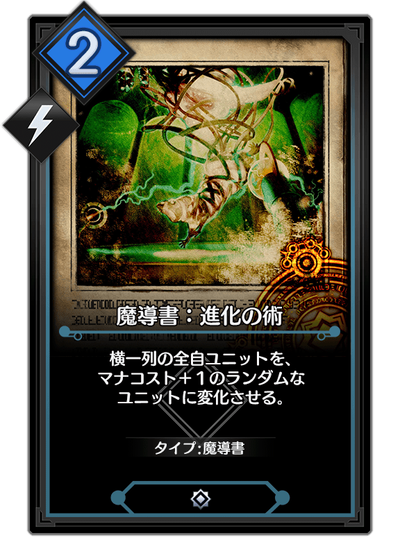 2
魔導書：進化の術
横一列の全自ユニットを、
マナコスト＋１のランダムな
ユニットに変化させる。
タイプ:魔導書